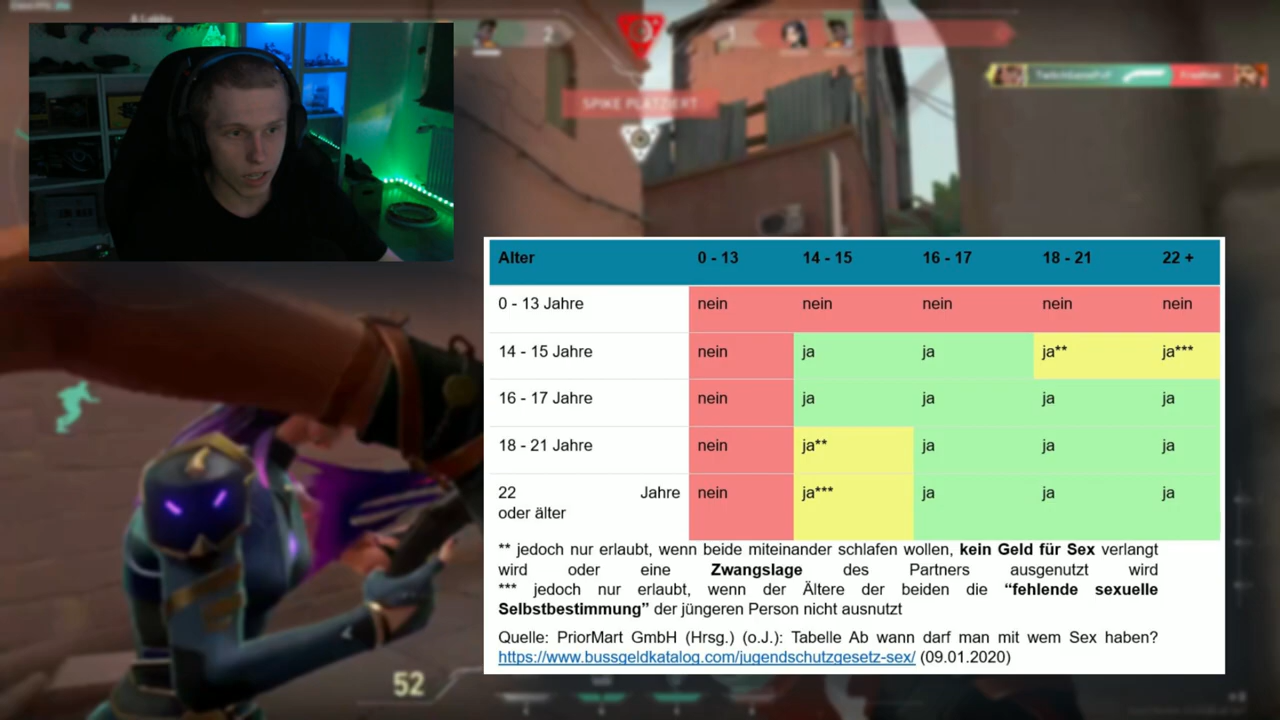 2
SPIKE PLATZIERT
Alter 0 - 13 14 - 15 16 - 17 18 - 21 22 +
0 - 13 Jahre nein nein nein nein nein
14 - 15 Jahre nein ja ja ja** ja***
16 - 17 Jahre nein ja ja ja ja
18 - 21 Jahre nein ja** ja ja ja
22 Jahre nein ja*** ja ja ja
oder älter
** jedoch nur erlaubt, wenn beide miteinander schlafen wollen, kein Geld für Sex verlangt
wird oder eine Zwangslage des Partners ausgenutzt wird
*** jedoch nur erlaubt, wenn der Ältere der beiden die “fehlende sexuelle
Selbstbestimmung” der jüngeren Person nicht ausnutzt
Quelle: PriorMart GmbH (Hrsg.) (o.J.): Tabelle Ab wann darf man mit wem Sex haben?
https://www.bussgeldkatalog.com/jugendschutzgesetz-sex/ (09.01.2020)
52